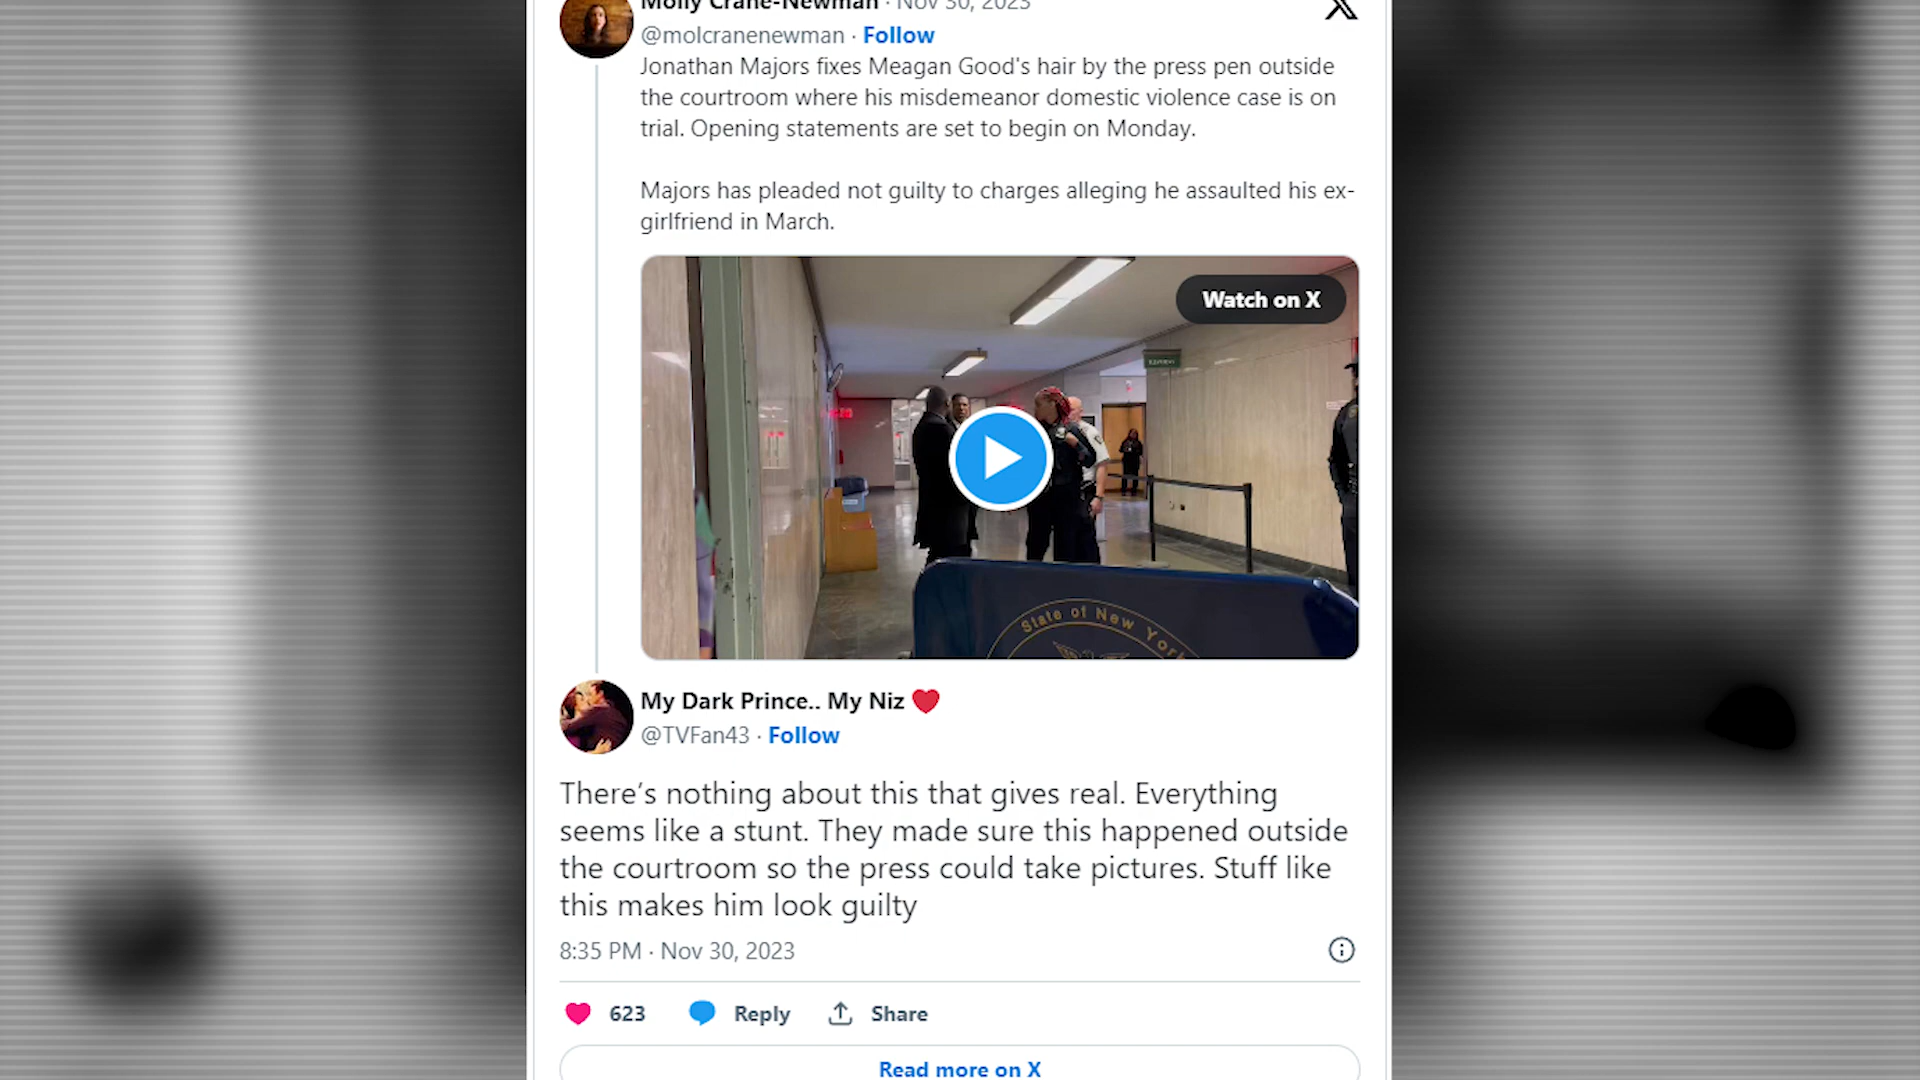 Molly Crane-Newman · Nov 30, 2023
@molcranenewman · Follow
Jonathan Majors fixes Meagan Good's hair by the press pen outside
the courtroom where his misdemeanor domestic violence case is on
trial. Opening statements are set to begin on Monday.
Majors has pleaded not guilty to charges alleging he assaulted his ex-
girlfriend in March.
Watch on X
State of New York
My Dark Prince.. My Niz ❤️
@TVFan43 · Follow
There’s nothing about this that gives real. Everything
seems like a stunt. They made sure this happened outside
the courtroom so the press could take pictures. Stuff like
this makes him look guilty
8:35 PM · Nov 30, 2023
623 Reply Share
Read more on X